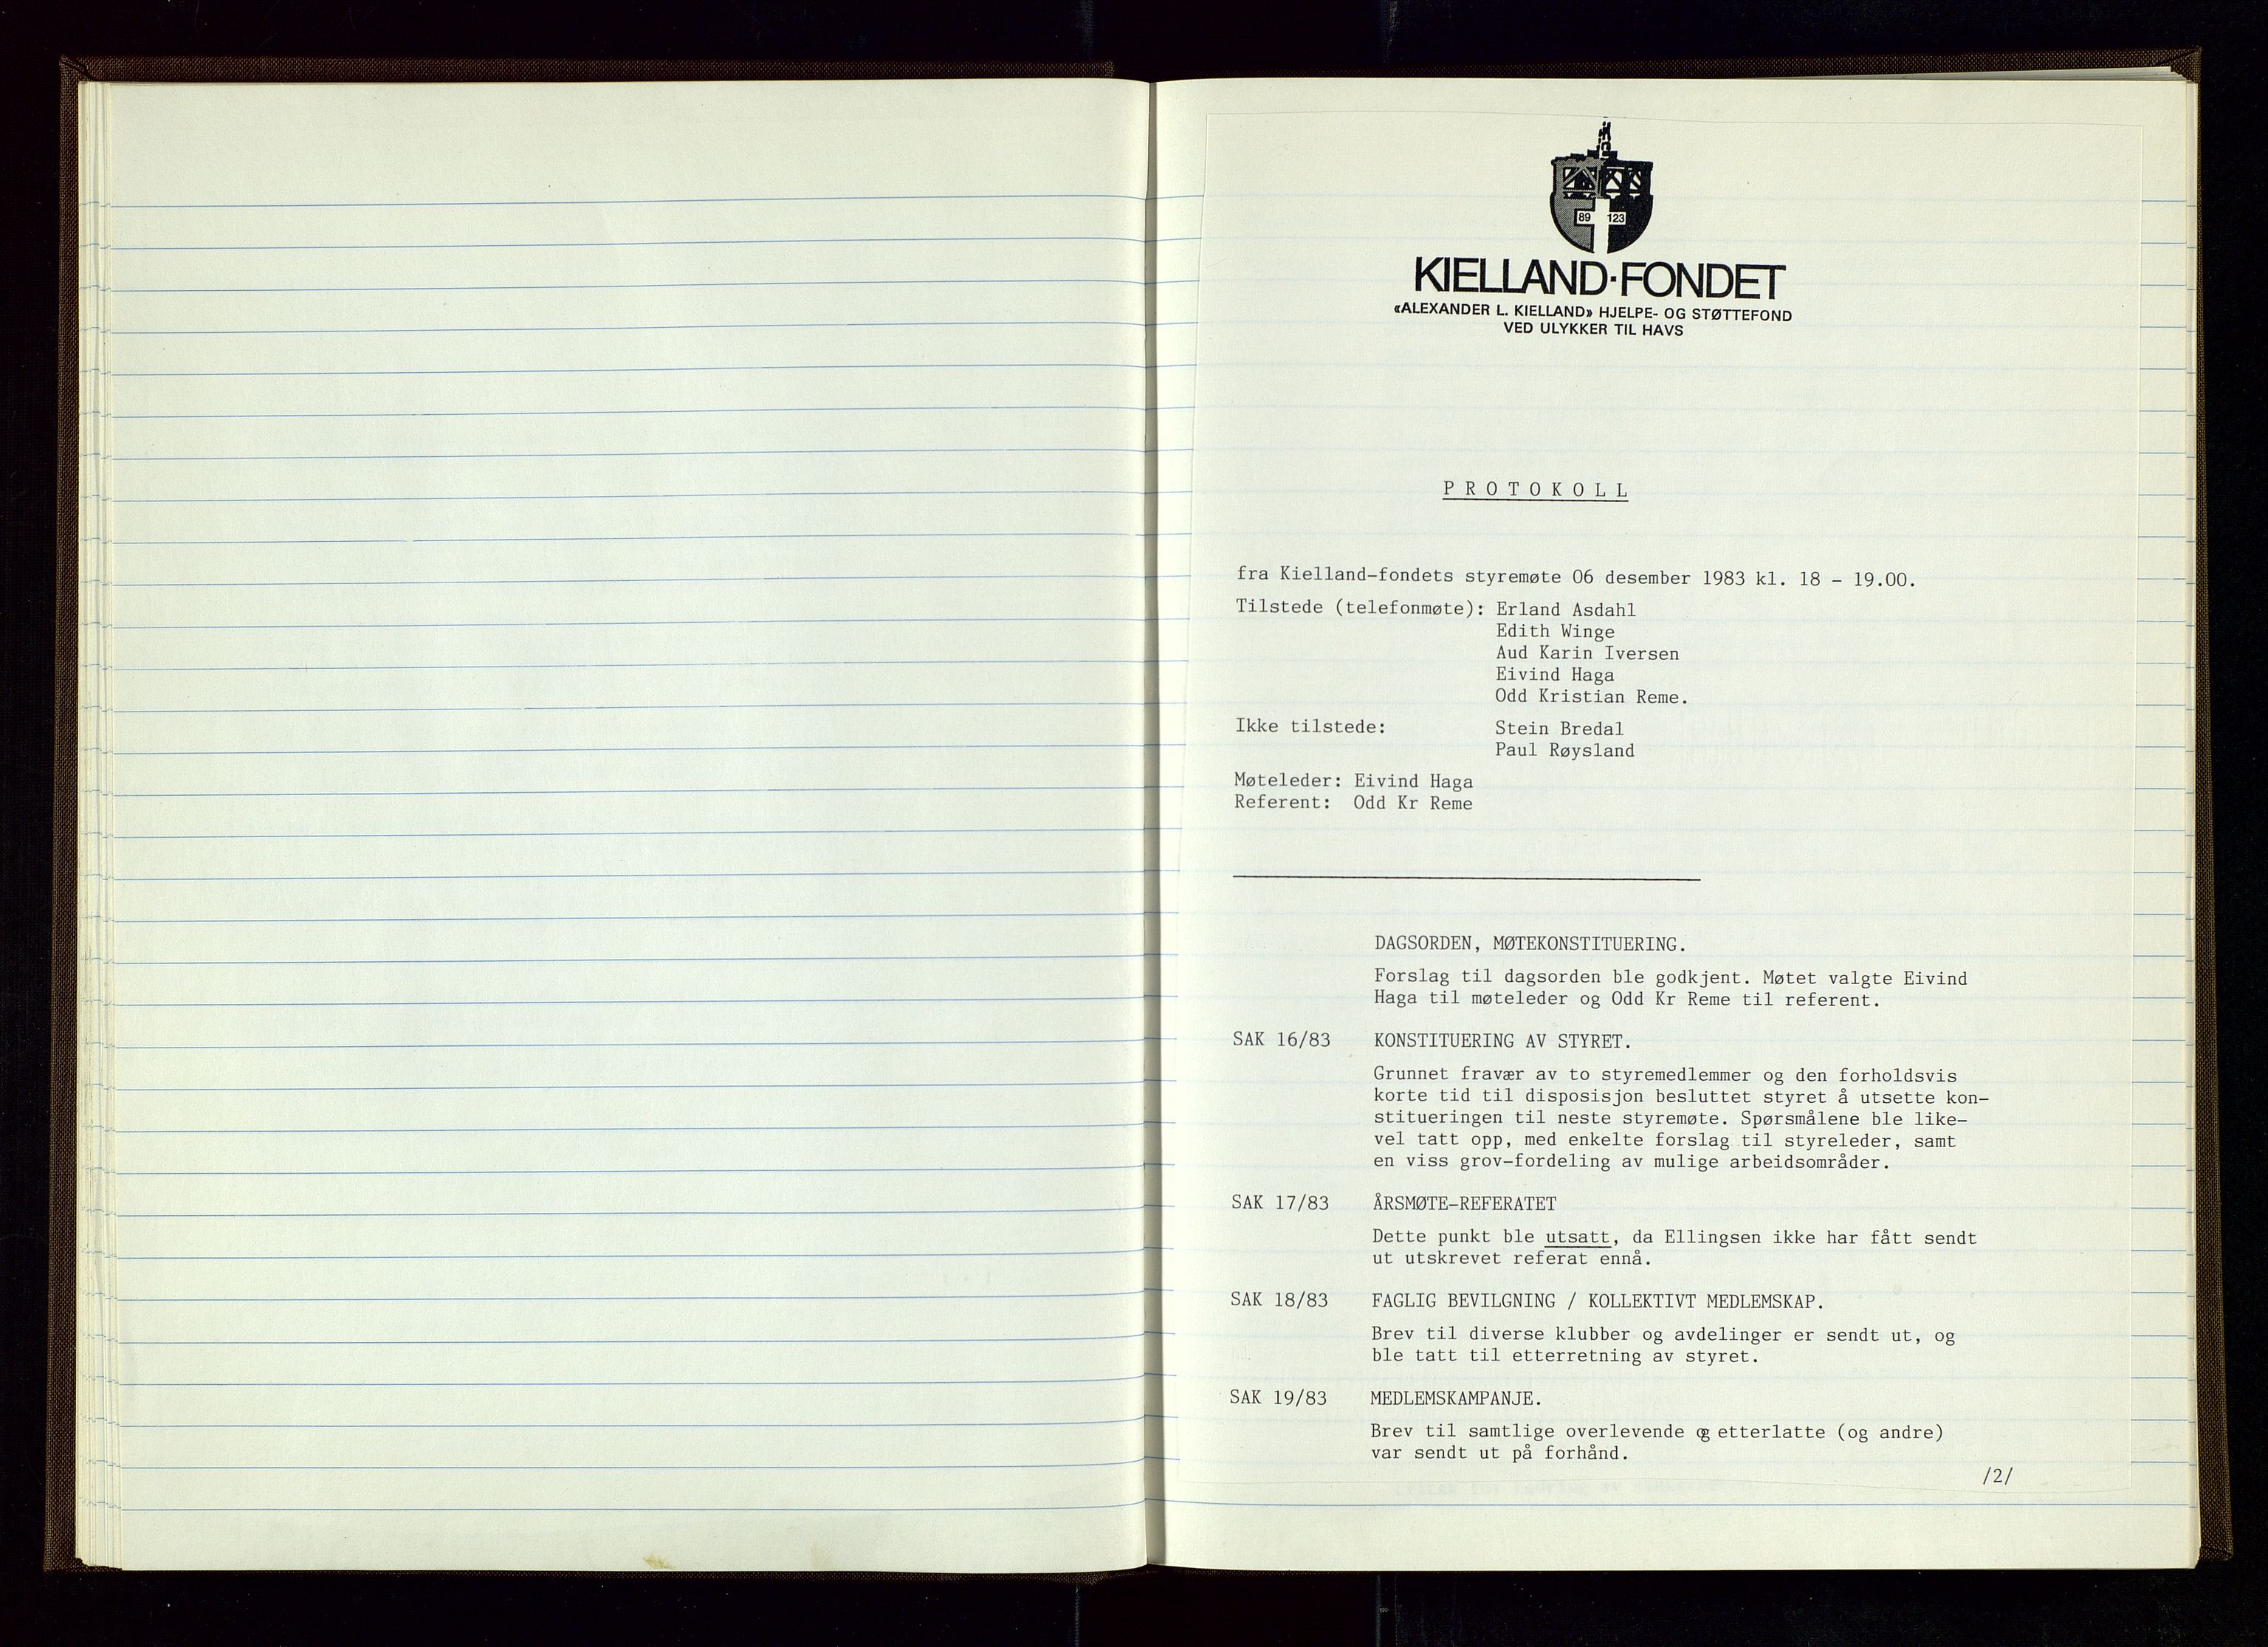 89 123
KIELLAND·FONDET
«ALEXANDER L. KIELLAND» HJELPE- OG STØTTEFOND
VED ULYKKER TIL HAVS
P R O T O K O L L
fra Kielland-fondets styremøte 06 desember 1983 kl. 18 - 19.00.
Tilstede (telefonmøte): Erland Asdahl
Edith Winge
Aud Karin Iversen
Eivind Haga
Odd Kristian Reme.
Ikke tilstede: Stein Bredal
Paul Røysland
Møteleder: Eivind Haga
Referent: Odd Kr Reme
DAGSORDEN, MØTEKONSTITUERING.
Forslag til dagsorden ble godkjent. Møtet valgte Eivind
Haga til møteleder og Odd Kr Reme til referent.
SAK 16/83 KONSTITUERING AV STYRET.
Grunnet fravær av to styremedlemmer og den forholdsvis
korte tid til disposisjon besluttet styret å utsette kon-
stitueringen til neste styremøte. Spørsmålene ble like-
vel tatt opp, med enkelte forslag til styreleder, samt
en viss grov-fordeling av mulige arbeidsområder.
SAK 17/83 ÅRSMØTE-REFERATET
Dette punkt ble utsatt, da Ellingsen ikke har fått sendt
ut utskrevet referat ennå.
SAK 18/83 FAGLIG BEVILGNING / KOLLEKTIVT MEDLEMSKAP.
Brev til diverse klubber og avdelinger er sendt ut, og
ble tatt til etterretning av styret.
SAK 19/83 MEDLEMSKAMPANJE.
Brev til samtlige overlevende og etterlatte (og andre)
var sendt ut på forhånd.
/2/